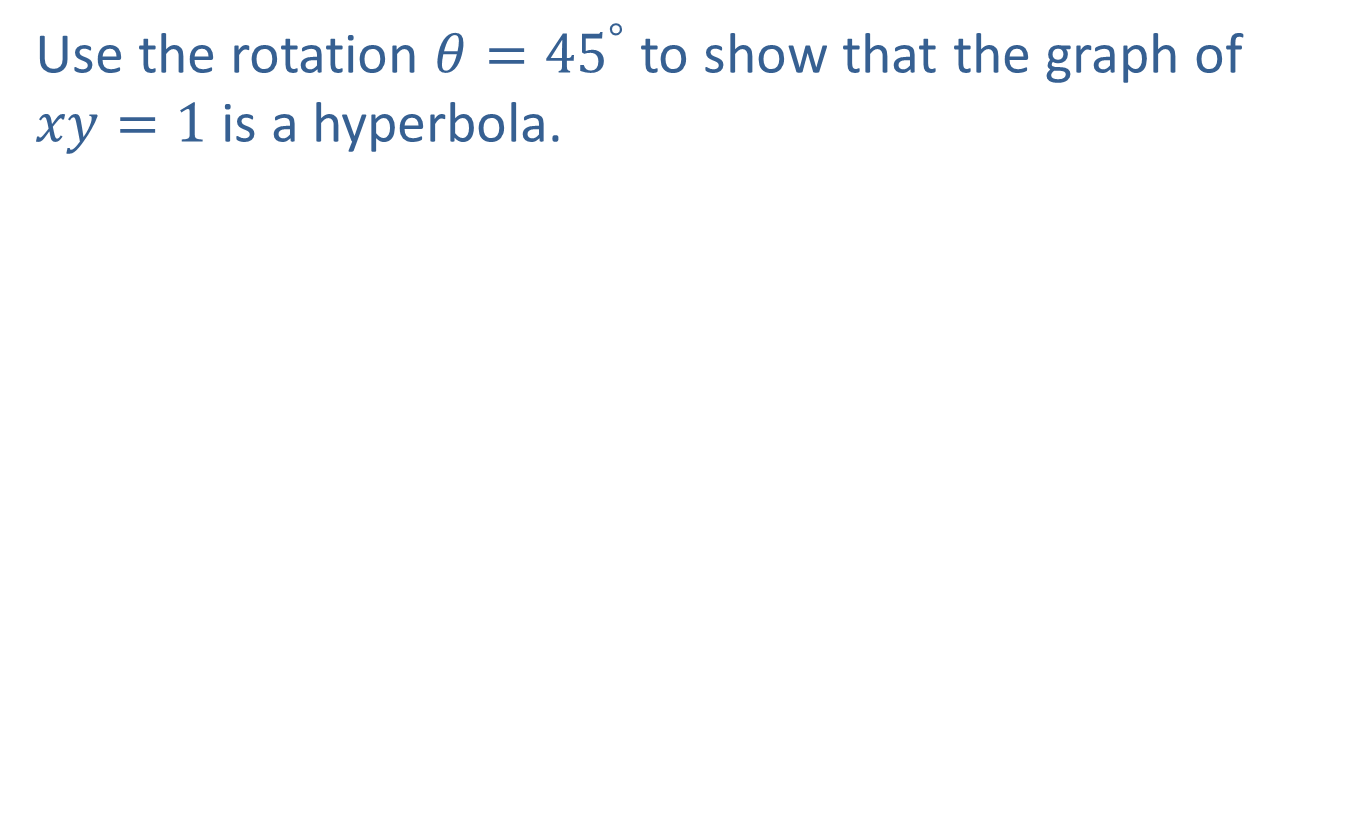 Use the rotation 𝜃 = 45° to show that the graph of
𝑥𝑦 = 1 is a hyperbola.